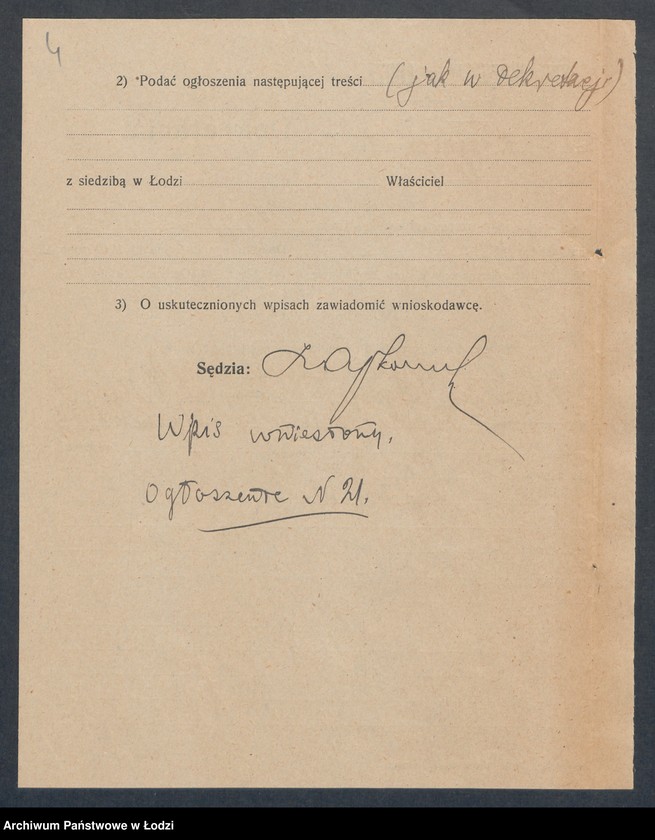 4
2) Podać ogłoszenia następującej treści (jak w dekretacji)
z siedzibą w Łodzi Właściciel
3) O uskutecznionych wpisach zawiadomić wnioskodawcę.
Sędzia:
Wpis wniesiony.
Ogłoszenie N 21.
Archiwum Państwowe w Łodzi